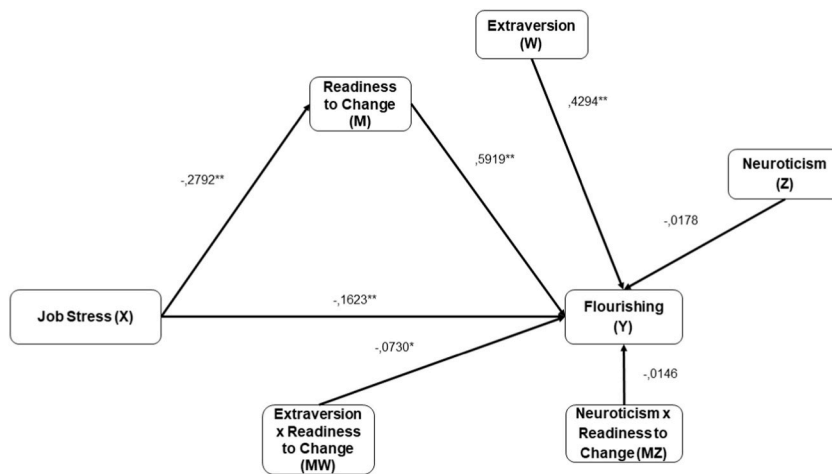 Extraversion
(W)
Readiness
to Change
(M)
,4294**
,5919**
Neuroticism
(Z)
-,2792**
-,0178
Job Stress (X)
-,1623**
Flourishing
(Y)
-,0730*
-,0146
Extraversion
x Readiness
to Change
(MW)
Neuroticism x
Readiness to
Change (MZ)